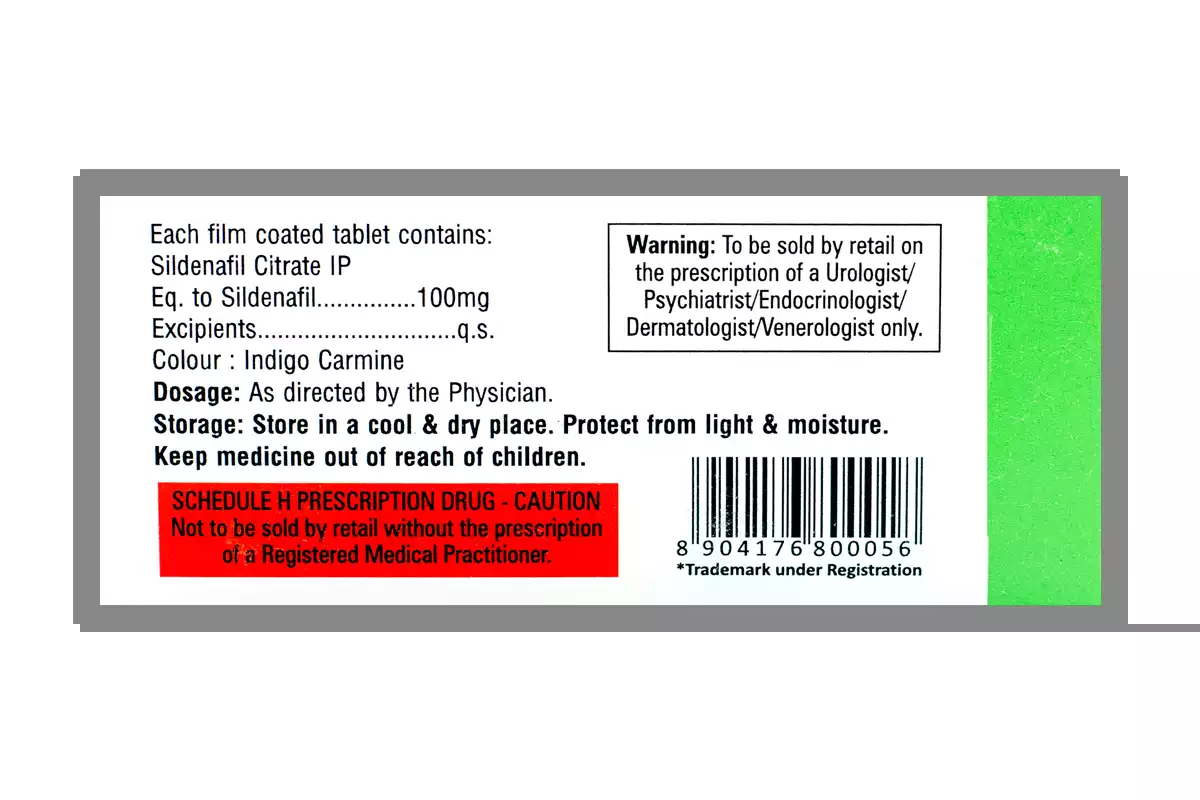 Each film coated tablet contains:
Sildenafil Citrate IP
Eq. to Sildenafil...............100mg
Excipients..............................q.s.
Colour : Indigo Carmine
Dosage: As directed by the Physician.
Storage: Store in a cool & dry place. Protect from light & moisture.
Keep medicine out of reach of children.
SCHEDULE H PRESCRIPTION DRUG - CAUTION
Not to be sold by retail without the prescription
of a Registered Medical Practitioner.
Warning: To be sold by retail on
the prescription of a Urologist/
Psychiatrist/Endocrinologist/
Dermatologist/Venerologist only.
8 904176 800056
*Trademark under Registration